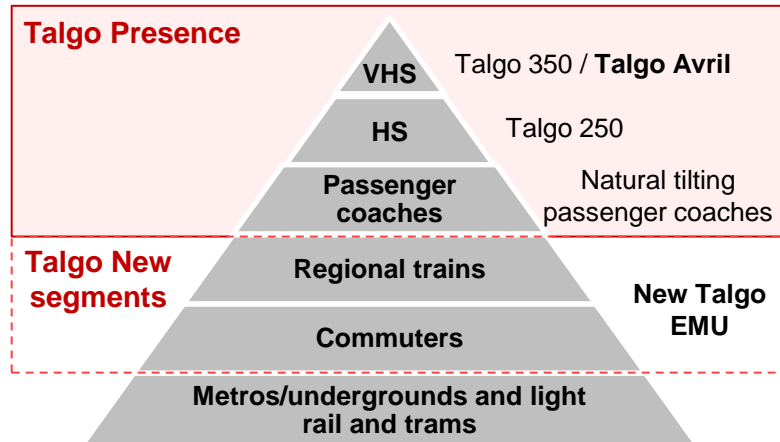 Talgo Presence
VHS
Talgo 350 / Talgo Avril
HS
Talgo 250
Passenger
coaches
Natural tilting
passenger coaches
Talgo New
segments
Regional trains
Commuters
New Talgo
EMU
Metros/undergrounds and light
rail and trams